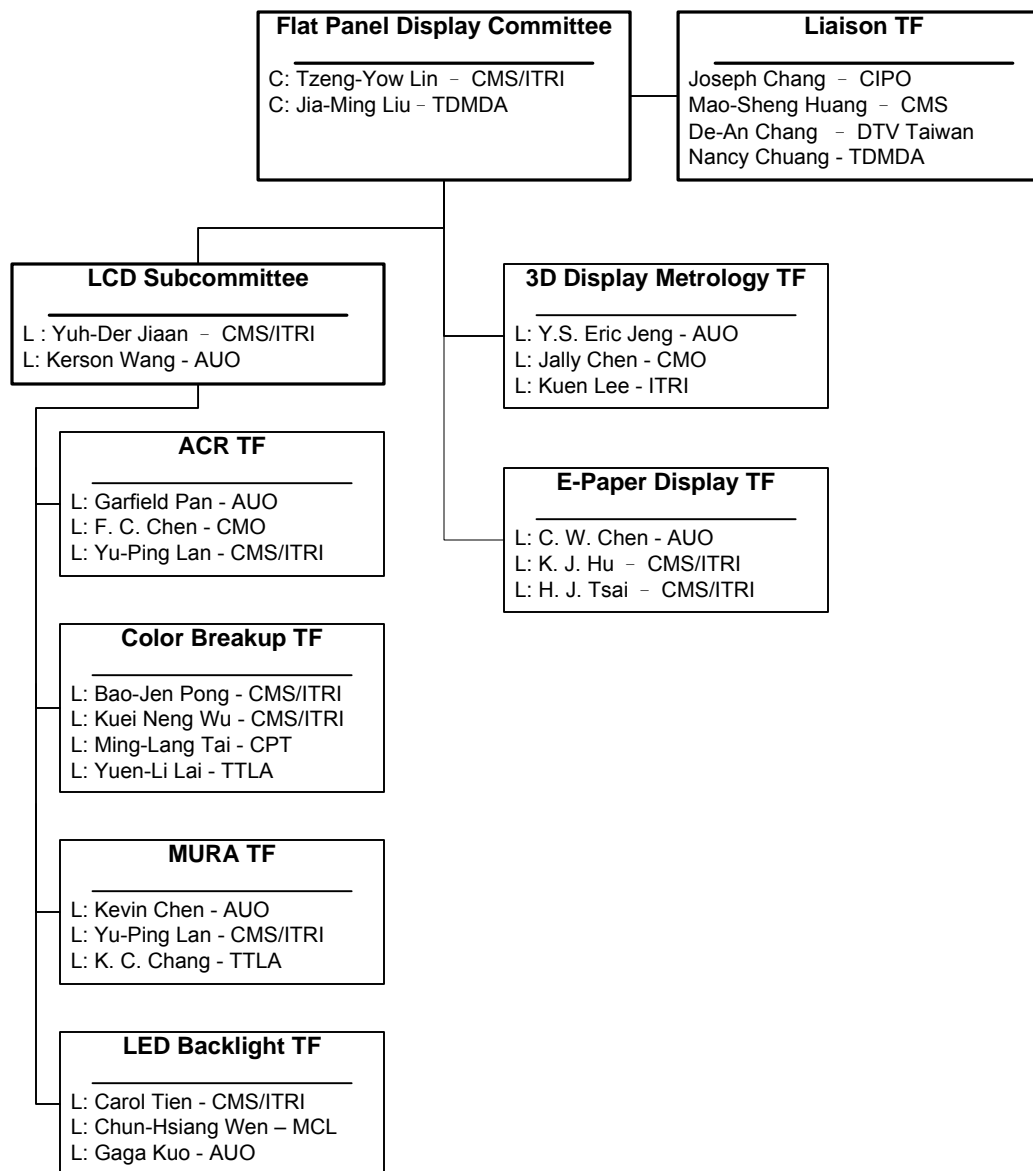 Flat Panel Display Committee
C: Tzeng-Yow Lin – CMS/ITRI
C: Jia-Ming Liu – TDMDA
Liaison TF
Joseph Chang – CIPO
Mao-Sheng Huang – CMS
De-An Chang – DTV Taiwan
Nancy Chuang - TDMDA
LCD Subcommittee
L : Yuh-Der Jiaan – CMS/ITRI
L: Kerson Wang - AUO
3D Display Metrology TF
L: Y.S. Eric Jeng - AUO
L: Jally Chen - CMO
L: Kuen Lee - ITRI
ACR TF
L: Garfield Pan - AUO
L: F. C. Chen - CMO
L: Yu-Ping Lan - CMS/ITRI
E-Paper Display TF
L: C. W. Chen - AUO
L: K. J. Hu – CMS/ITRI
L: H. J. Tsai – CMS/ITRI
Color Breakup TF
L: Bao-Jen Pong - CMS/ITRI
L: Kuei Neng Wu - CMS/ITRI
L: Ming-Lang Tai - CPT
L: Yuen-Li Lai - TTLA
MURA TF
L: Kevin Chen - AUO
L: Yu-Ping Lan - CMS/ITRI
L: K. C. Chang - TTLA
LED Backlight TF
L: Carol Tien - CMS/ITRI
L: Chun-Hsiang Wen – MCL
L: Gaga Kuo - AUO